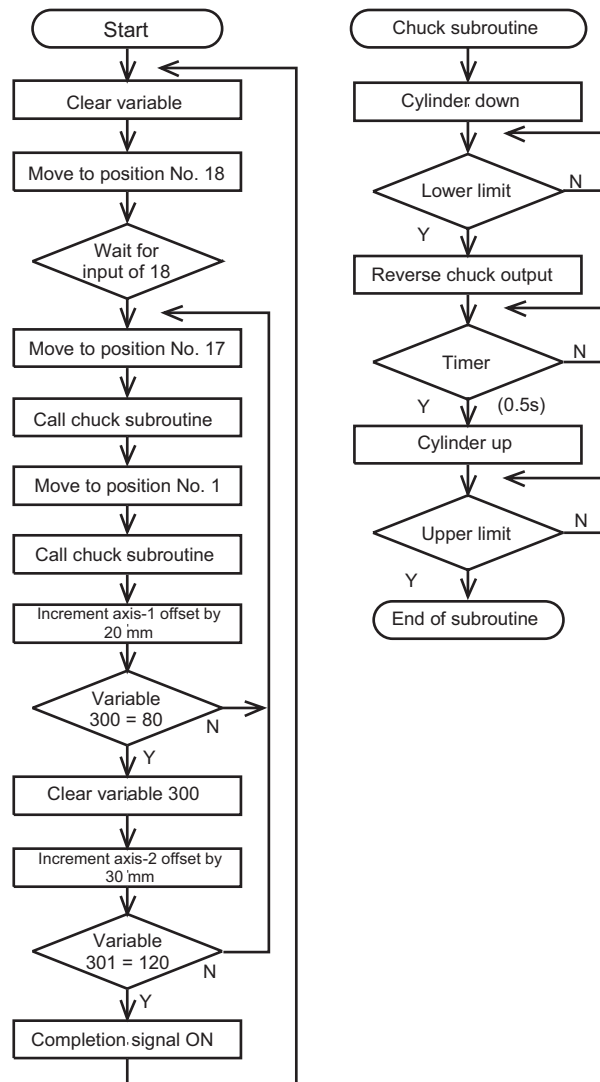 Start
Clear variable
Move to position No. 18
Wait for
input of 18
Move to position No. 17
Call chuck subroutine
Move to position No. 1
Call chuck subroutine
Increment axis-1 offset by
20 mm
Variable
300 = 80
N
Y
Clear variable 300
Increment axis-2 offset by
30 mm
Variable
301 = 120
N
Y
Completion signal ON
Chuck subroutine
Cylinder down
Lower limit
N
Y
Reverse chuck output
Timer
N
Y
(0.5s)
Cylinder up
Upper limit
N
Y
End of subroutine